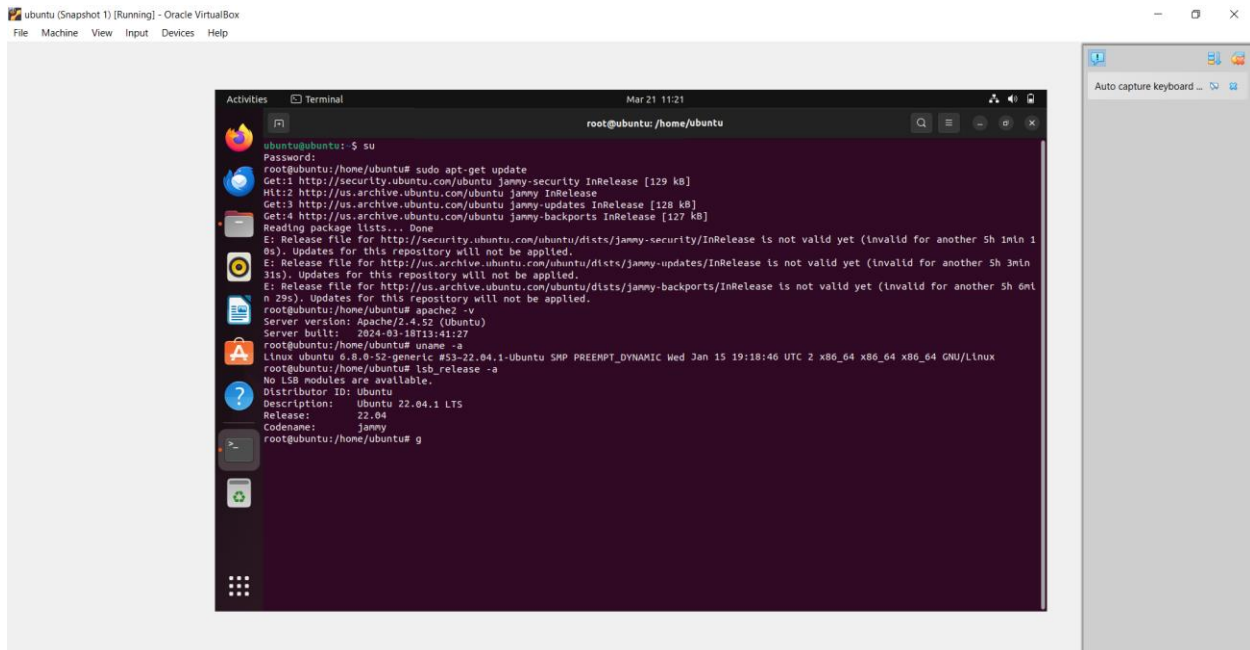 ubuntu (Snapshot 1) [Running] - Oracle VirtualBox
File Machine View Input Devices Help
Auto capture keyboard ...
Activities Terminal Mar 21 11:21
root@ubuntu: /home/ubuntu
ubuntu@ubuntu:~$ su
Password:
root@ubuntu:/home/ubuntu# sudo apt-get update
Get:1 http://security.ubuntu.com/ubuntu jammy-security InRelease [129 kB]
Hit:2 http://us.archive.ubuntu.com/ubuntu jammy InRelease
Get:3 http://us.archive.ubuntu.com/ubuntu jammy-updates InRelease [128 kB]
Get:4 http://us.archive.ubuntu.com/ubuntu jammy-backports InRelease [127 kB]
Reading package lists... Done
E: Release file for http://security.ubuntu.com/ubuntu/dists/jammy-security/InRelease is not valid yet (invalid for another 5h 1min 1
0s). Updates for this repository will not be applied.
E: Release file for http://us.archive.ubuntu.com/ubuntu/dists/jammy-updates/InRelease is not valid yet (invalid for another 5h 3min
31s). Updates for this repository will not be applied.
E: Release file for http://us.archive.ubuntu.com/ubuntu/dists/jammy-backports/InRelease is not valid yet (invalid for another 5h 6mi
n 29s). Updates for this repository will not be applied.
root@ubuntu:/home/ubuntu# apache2 -v
Server version: Apache/2.4.52 (Ubuntu)
Server built:   2024-03-18T13:41:27
root@ubuntu:/home/ubuntu# uname -a
Linux ubuntu 6.8.0-52-generic #53~22.04.1-Ubuntu SMP PREEMPT_DYNAMIC Wed Jan 15 19:18:46 UTC 2 x86_64 x86_64 x86_64 GNU/Linux
root@ubuntu:/home/ubuntu# lsb_release -a
No LSB modules are available.
Distributor ID: Ubuntu
Description:    Ubuntu 22.04.1 LTS
Release:        22.04
Codename:       jammy
root@ubuntu:/home/ubuntu# g